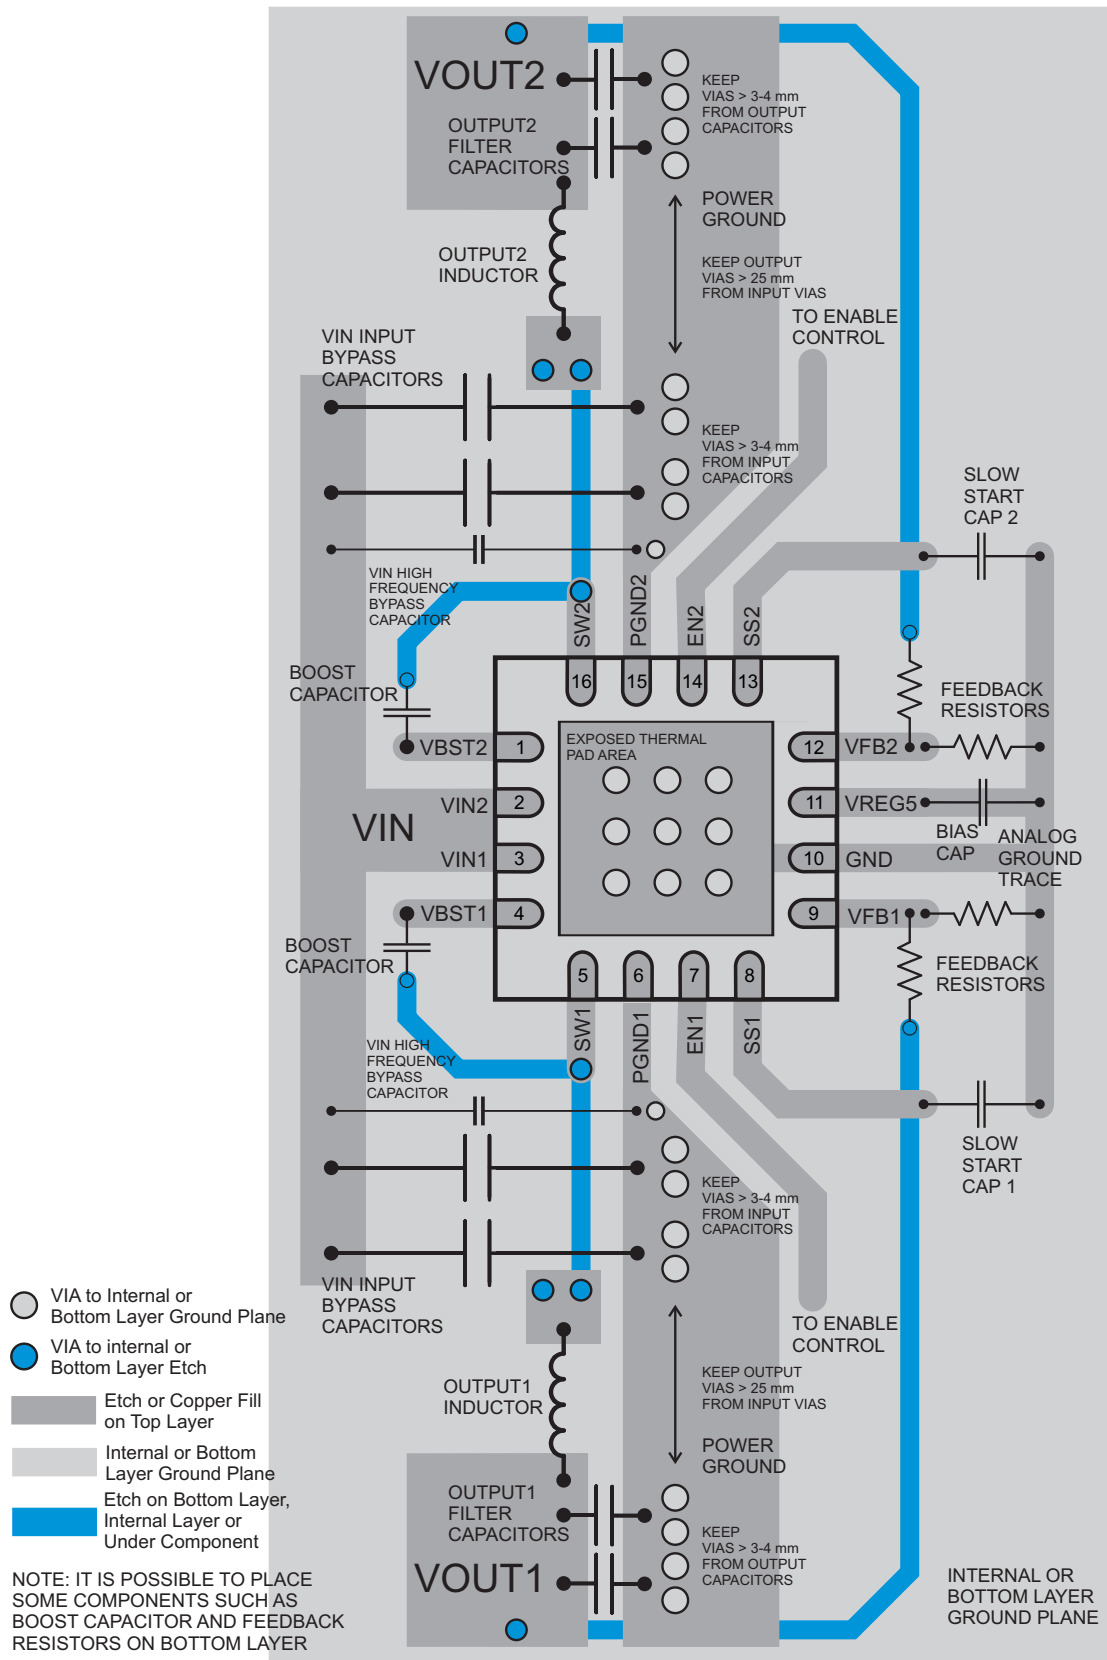 VOUT2
KEEP
VIAS > 3-4 mm
FROM OUTPUT
CAPACITORS
OUTPUT2
FILTER
CAPACITORS
POWER
GROUND
OUTPUT2
INDUCTOR
KEEP OUTPUT
VIAS > 25 mm
FROM INPUT VIAS
TO ENABLE
CONTROL
VIN INPUT
BYPASS
CAPACITORS
KEEP
VIAS > 3-4 mm
FROM INPUT
CAPACITORS
SLOW
START
CAP 2
VIN HIGH
FREQUENCY
BYPASS
CAPACITOR
SW2
PGND2
EN2
SS2
BOOST
CAPACITOR
16
15
14
13
FEEDBACK
RESISTORS
VBST2
1
EXPOSED THERMAL
PAD AREA
12
VFB2
VIN2
2
11
VREG5
VIN
BIAS
CAP
ANALOG
GROUND
TRACE
VIN1
3
10
GND
VBST1
4
9
VFB1
BOOST
CAPACITOR
5
6
7
8
FEEDBACK
RESISTORS
SW1
PGND1
EN1
SS1
VIN HIGH
FREQUENCY
BYPASS
CAPACITOR
SLOW
START
CAP 1
KEEP
VIAS > 3-4 mm
FROM INPUT
CAPACITORS
VIN INPUT
BYPASS
CAPACITORS
TO ENABLE
CONTROL
KEEP OUTPUT
VIAS > 25 mm
FROM INPUT VIAS
OUTPUT1
INDUCTOR
POWER
GROUND
OUTPUT1
FILTER
CAPACITORS
KEEP
VIAS > 3-4 mm
FROM OUTPUT
CAPACITORS
VOUT1
INTERNAL OR
BOTTOM LAYER
GROUND PLANE
VIA to Internal or
Bottom Layer Ground Plane
VIA to internal or
Bottom Layer Etch
Etch or Copper Fill
on Top Layer
Internal or Bottom
Layer Ground Plane
Etch on Bottom Layer,
Internal Layer or
Under Component
NOTE: IT IS POSSIBLE TO PLACE
SOME COMPONENTS SUCH AS
BOOST CAPACITOR AND FEEDBACK
RESISTORS ON BOTTOM LAYER